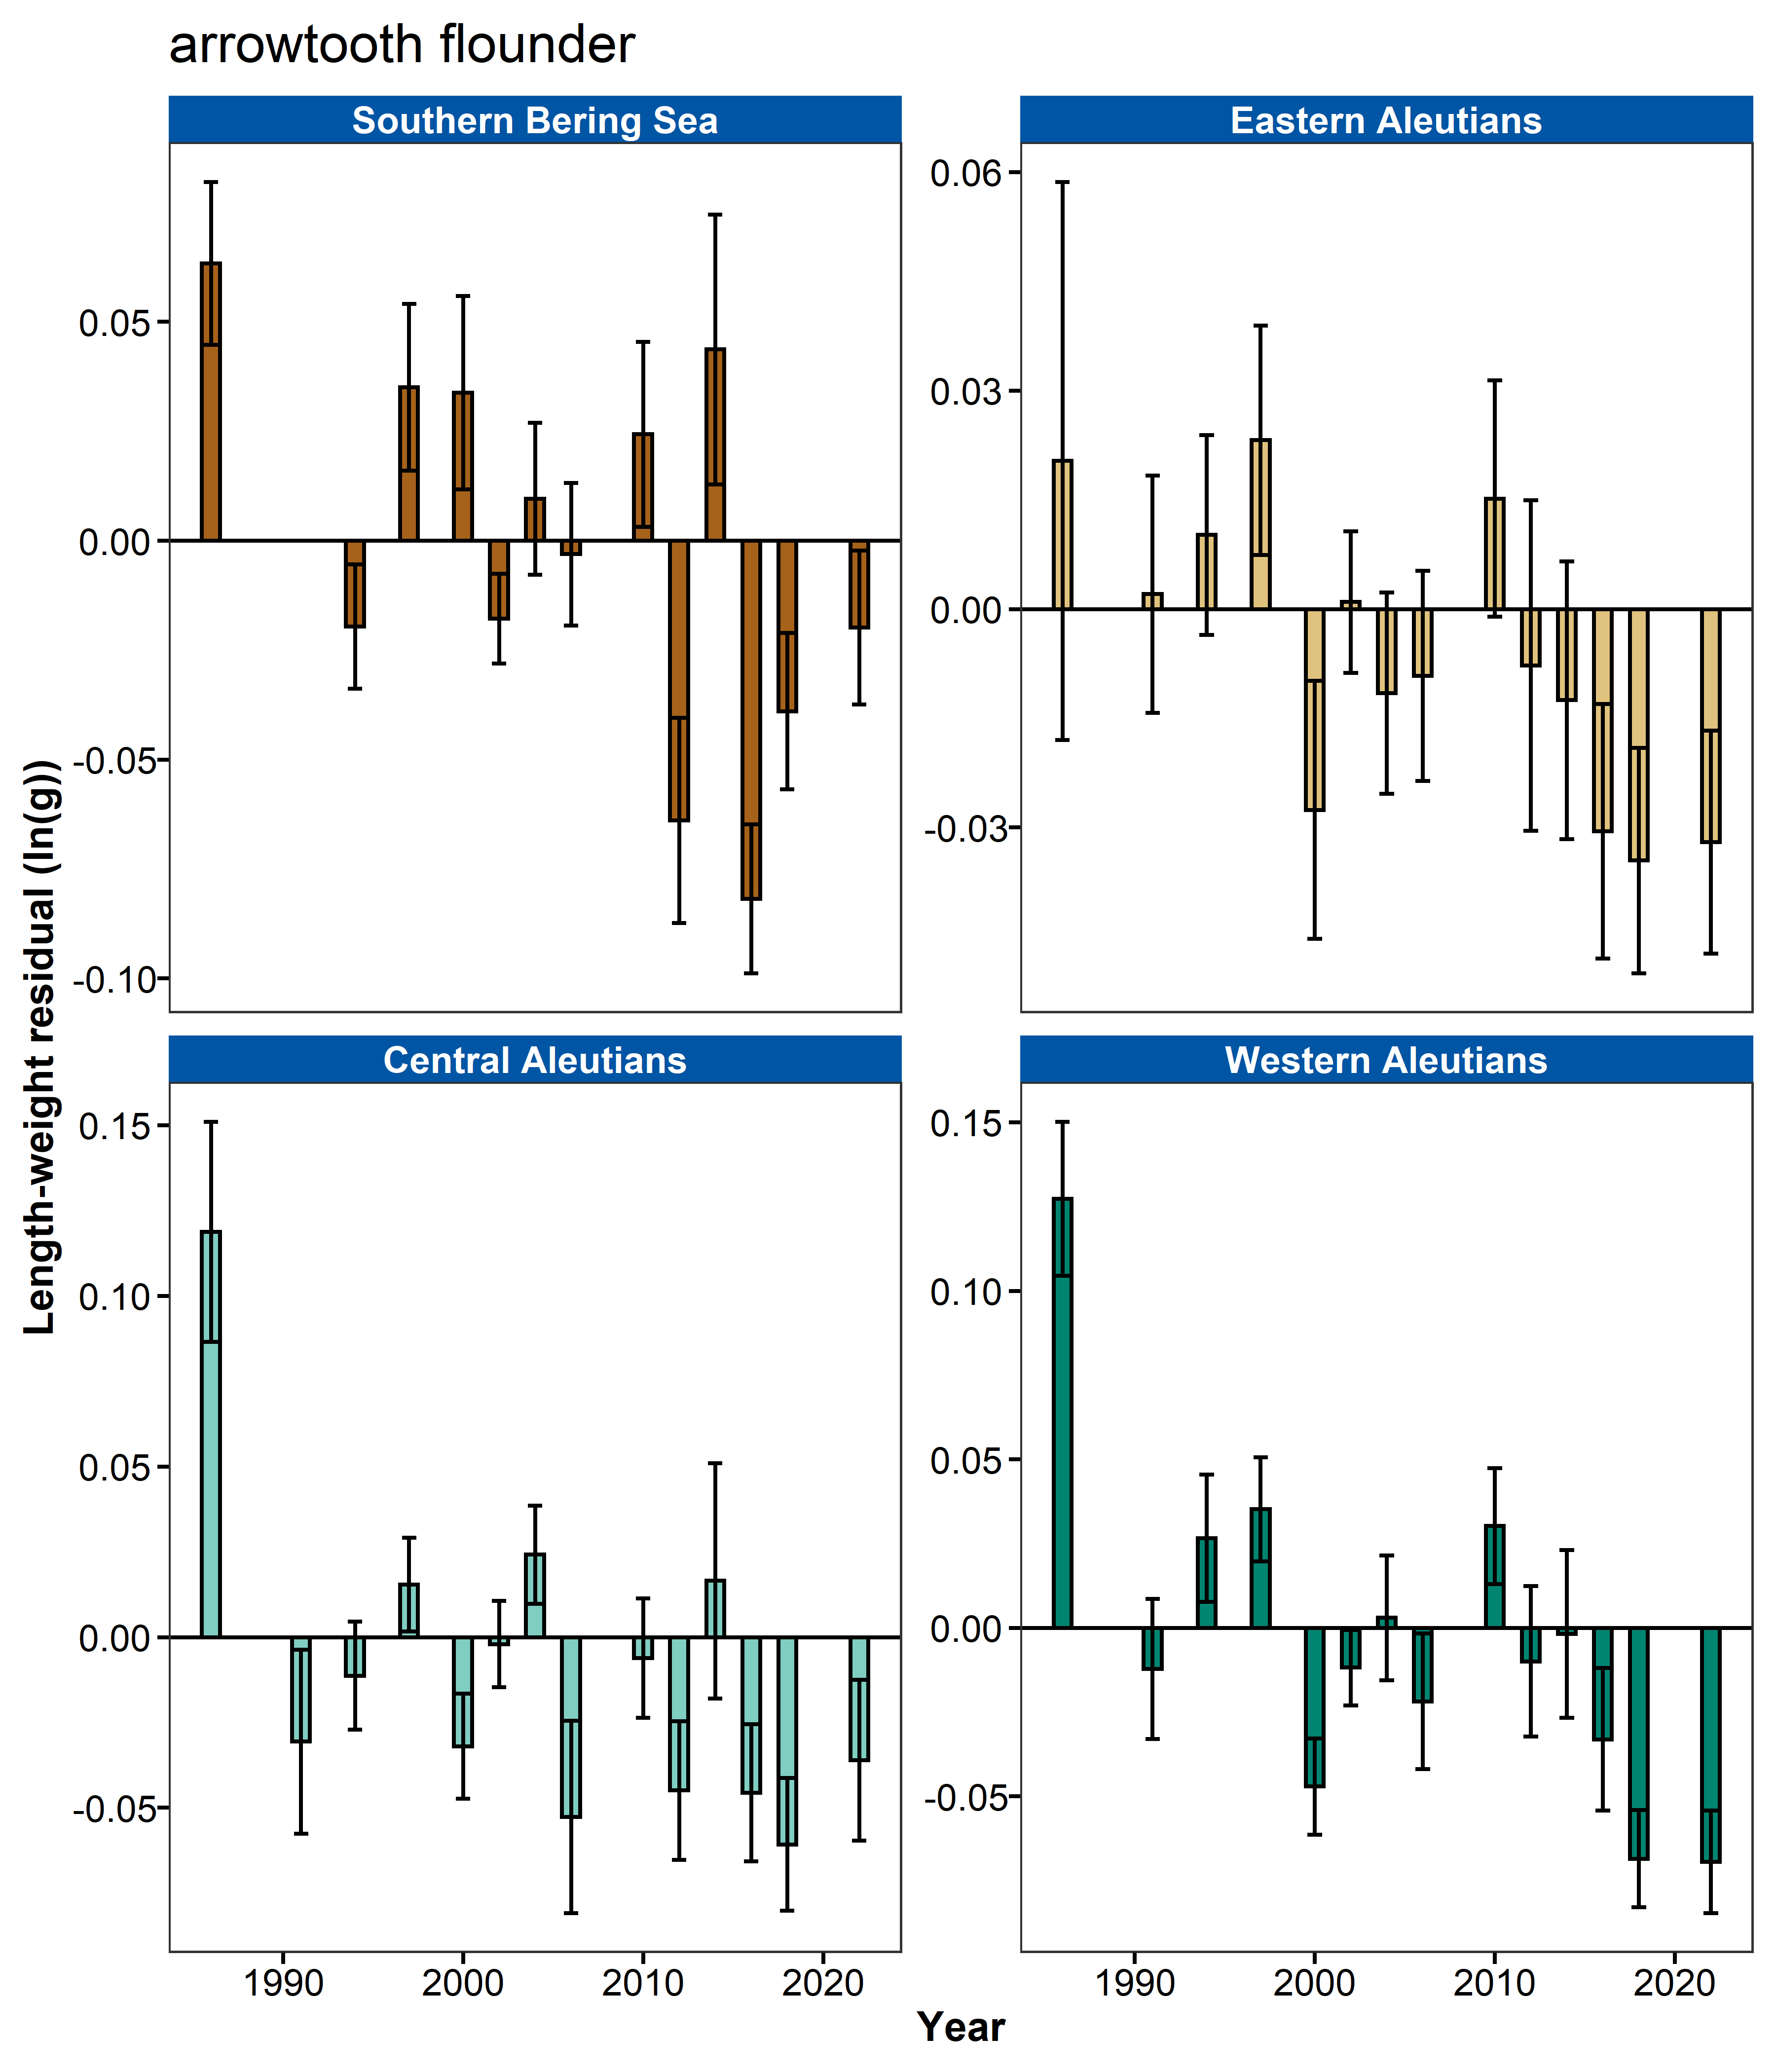 arrowtooth flounder
Southern Bering Sea
Eastern Aleutians
0.05
0.00
-0.05
-0.10
0.06
0.03
0.00
-0.03
Length-weight residual (ln(g))
Central Aleutians
Western Aleutians
0.15
0.10
0.05
0.00
-0.05
0.15
0.10
0.05
0.00
-0.05
1990 2000 2010 2020
1990 2000 2010 2020
Year